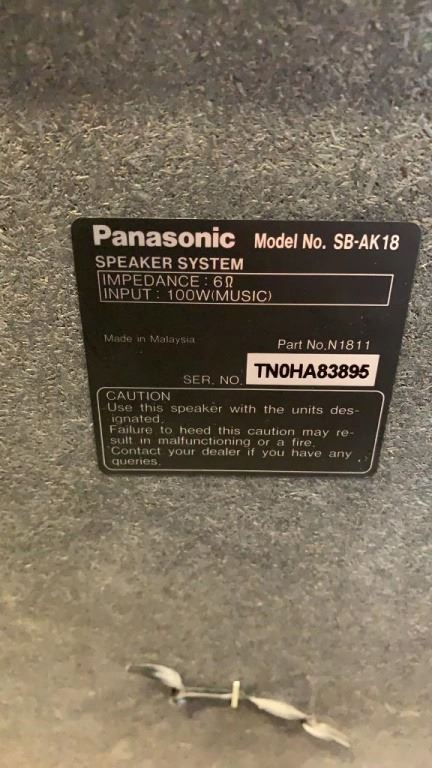 Panasonic Model No. SB-AK18
SPEAKER SYSTEM
IMPEDANCE : 6Ω
INPUT : 100W(MUSIC)
Made in Malaysia Part No.N1811
SER. NO. TN0HA83895
CAUTION
·Use this speaker with the units des-
ignated.
Failure to heed this caution may re-
sult in malfunctioning or a fire.
·Contact your dealer if you have any
queries.